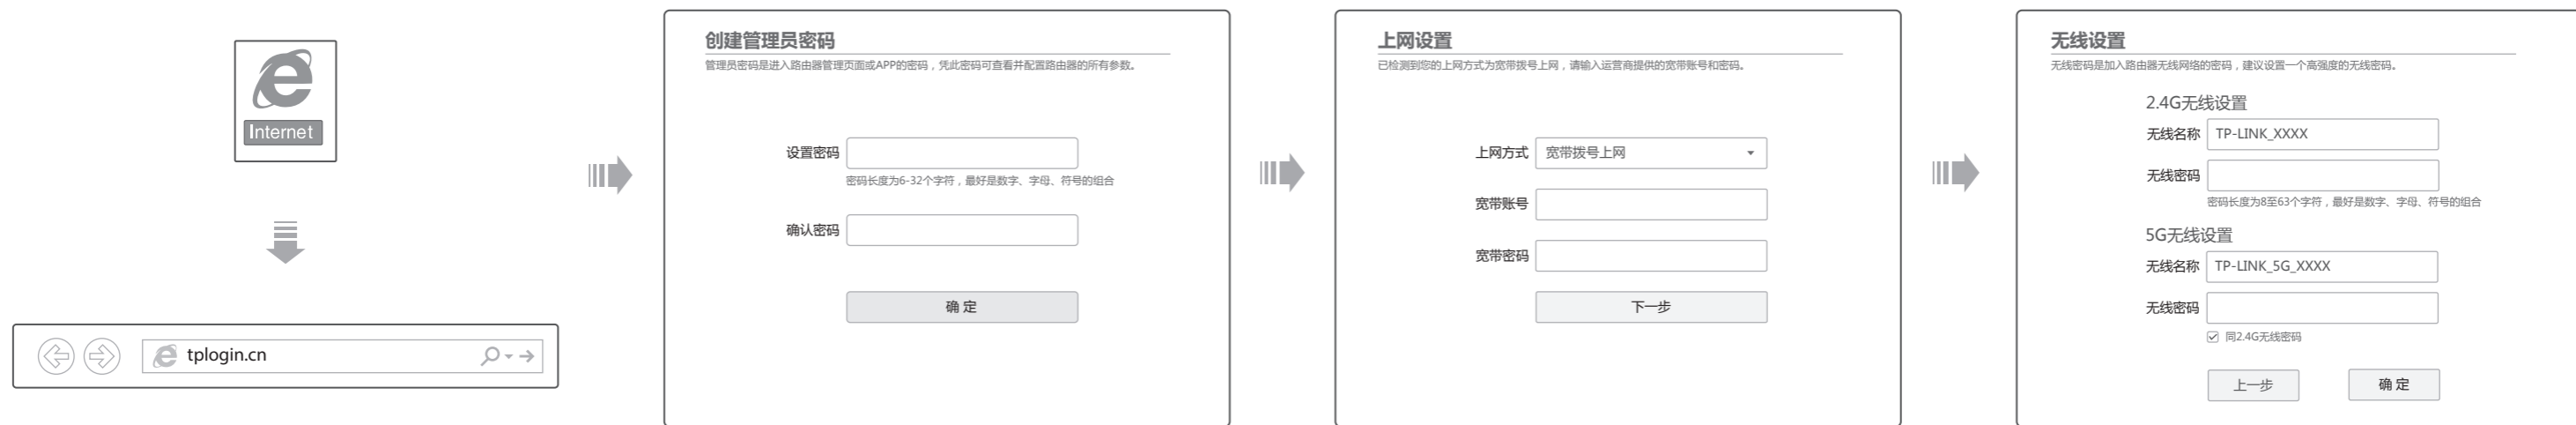 Internet
tplogin.cn
创建管理员密码
管理员密码是进入路由器管理页面或APP的密码，凭此密码可查看并配置路由器的所有参数。
设置密码
密码长度为6-32个字符，最好是数字、字母、符号的组合
确认密码
确 定
上网设置
已检测到您的上网方式为宽带拨号上网，请输入运营商提供的宽带账号和密码。
上网方式 宽带拨号上网
宽带账号
宽带密码
下一步
无线设置
无线密码是加入路由器无线网络的密码，建议设置一个高强度的无线密码。
2.4G无线设置
无线名称 TP-LINK_XXXX
无线密码
密码长度为8至63个字符，最好是数字、字母、符号的组合
5G无线设置
无线名称 TP-LINK_5G_XXXX
无线密码
同2.4G无线密码
上一步 确 定